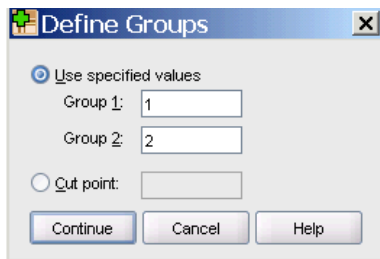 Define Groups
Use specified values
Group 1: 1
Group 2: 2
Cut point:
Continue Cancel Help